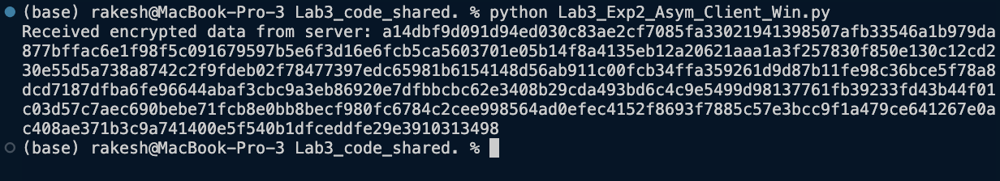 (base) rakesh@MacBook-Pro-3 Lab3_code_shared. % python Lab3_Exp2_Asym_Client_Win.py
Received encrypted data from server: a14dbf9d091d94ed030c83ae2cf7085fa33021941398507afb33546a1b979da
877bffac6e1f98f5c091679597b5e6f3d16e6fcb5ca5603701e05b14f8a4135eb12a20621aaa1a3f257830f850e130c12cd2
30e55d5a738a8742c2f9fdeb02f78477397edc65981b6154148d56ab911c00fcb34ffa359261d9d87b11fe98c36bce5f78a8
dcd7187dfba6fe96644abaf3cbc9a3eb86920e7dfbbcbc62e3408b29cda493bd6c4c9e5499d98137761fb39233fd43b44f01
c03d57c7aec690bebe71fcb8e0bb8becf980fc6784c2cee998564ad0efec4152f8693f7885c57e3bcc9f1a479ce641267e0a
c408ae371b3c9a741400e5f540b1dfceddfe29e3910313498
(base) rakesh@MacBook-Pro-3 Lab3_code_shared. %